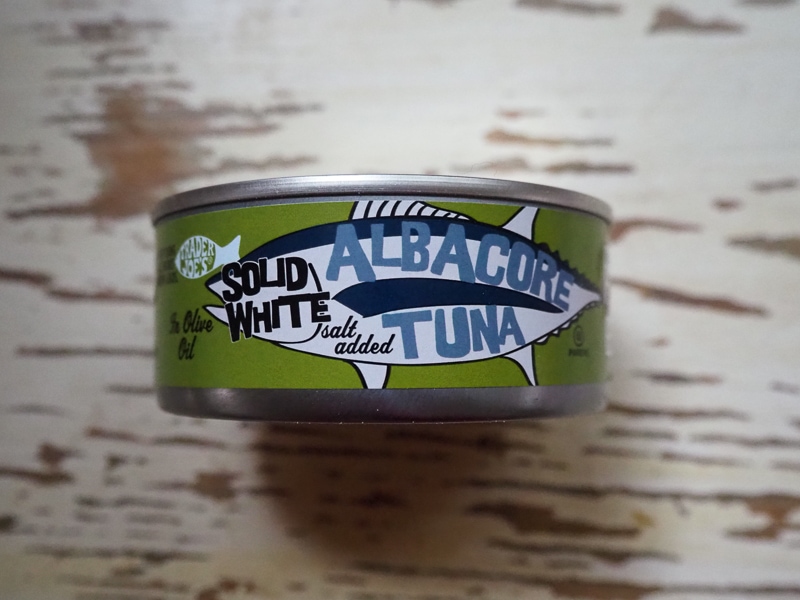 TRADER
JOE'S
SOLID
WHITE
ALBACORE
TUNA
salt
added
In Olive
Oil